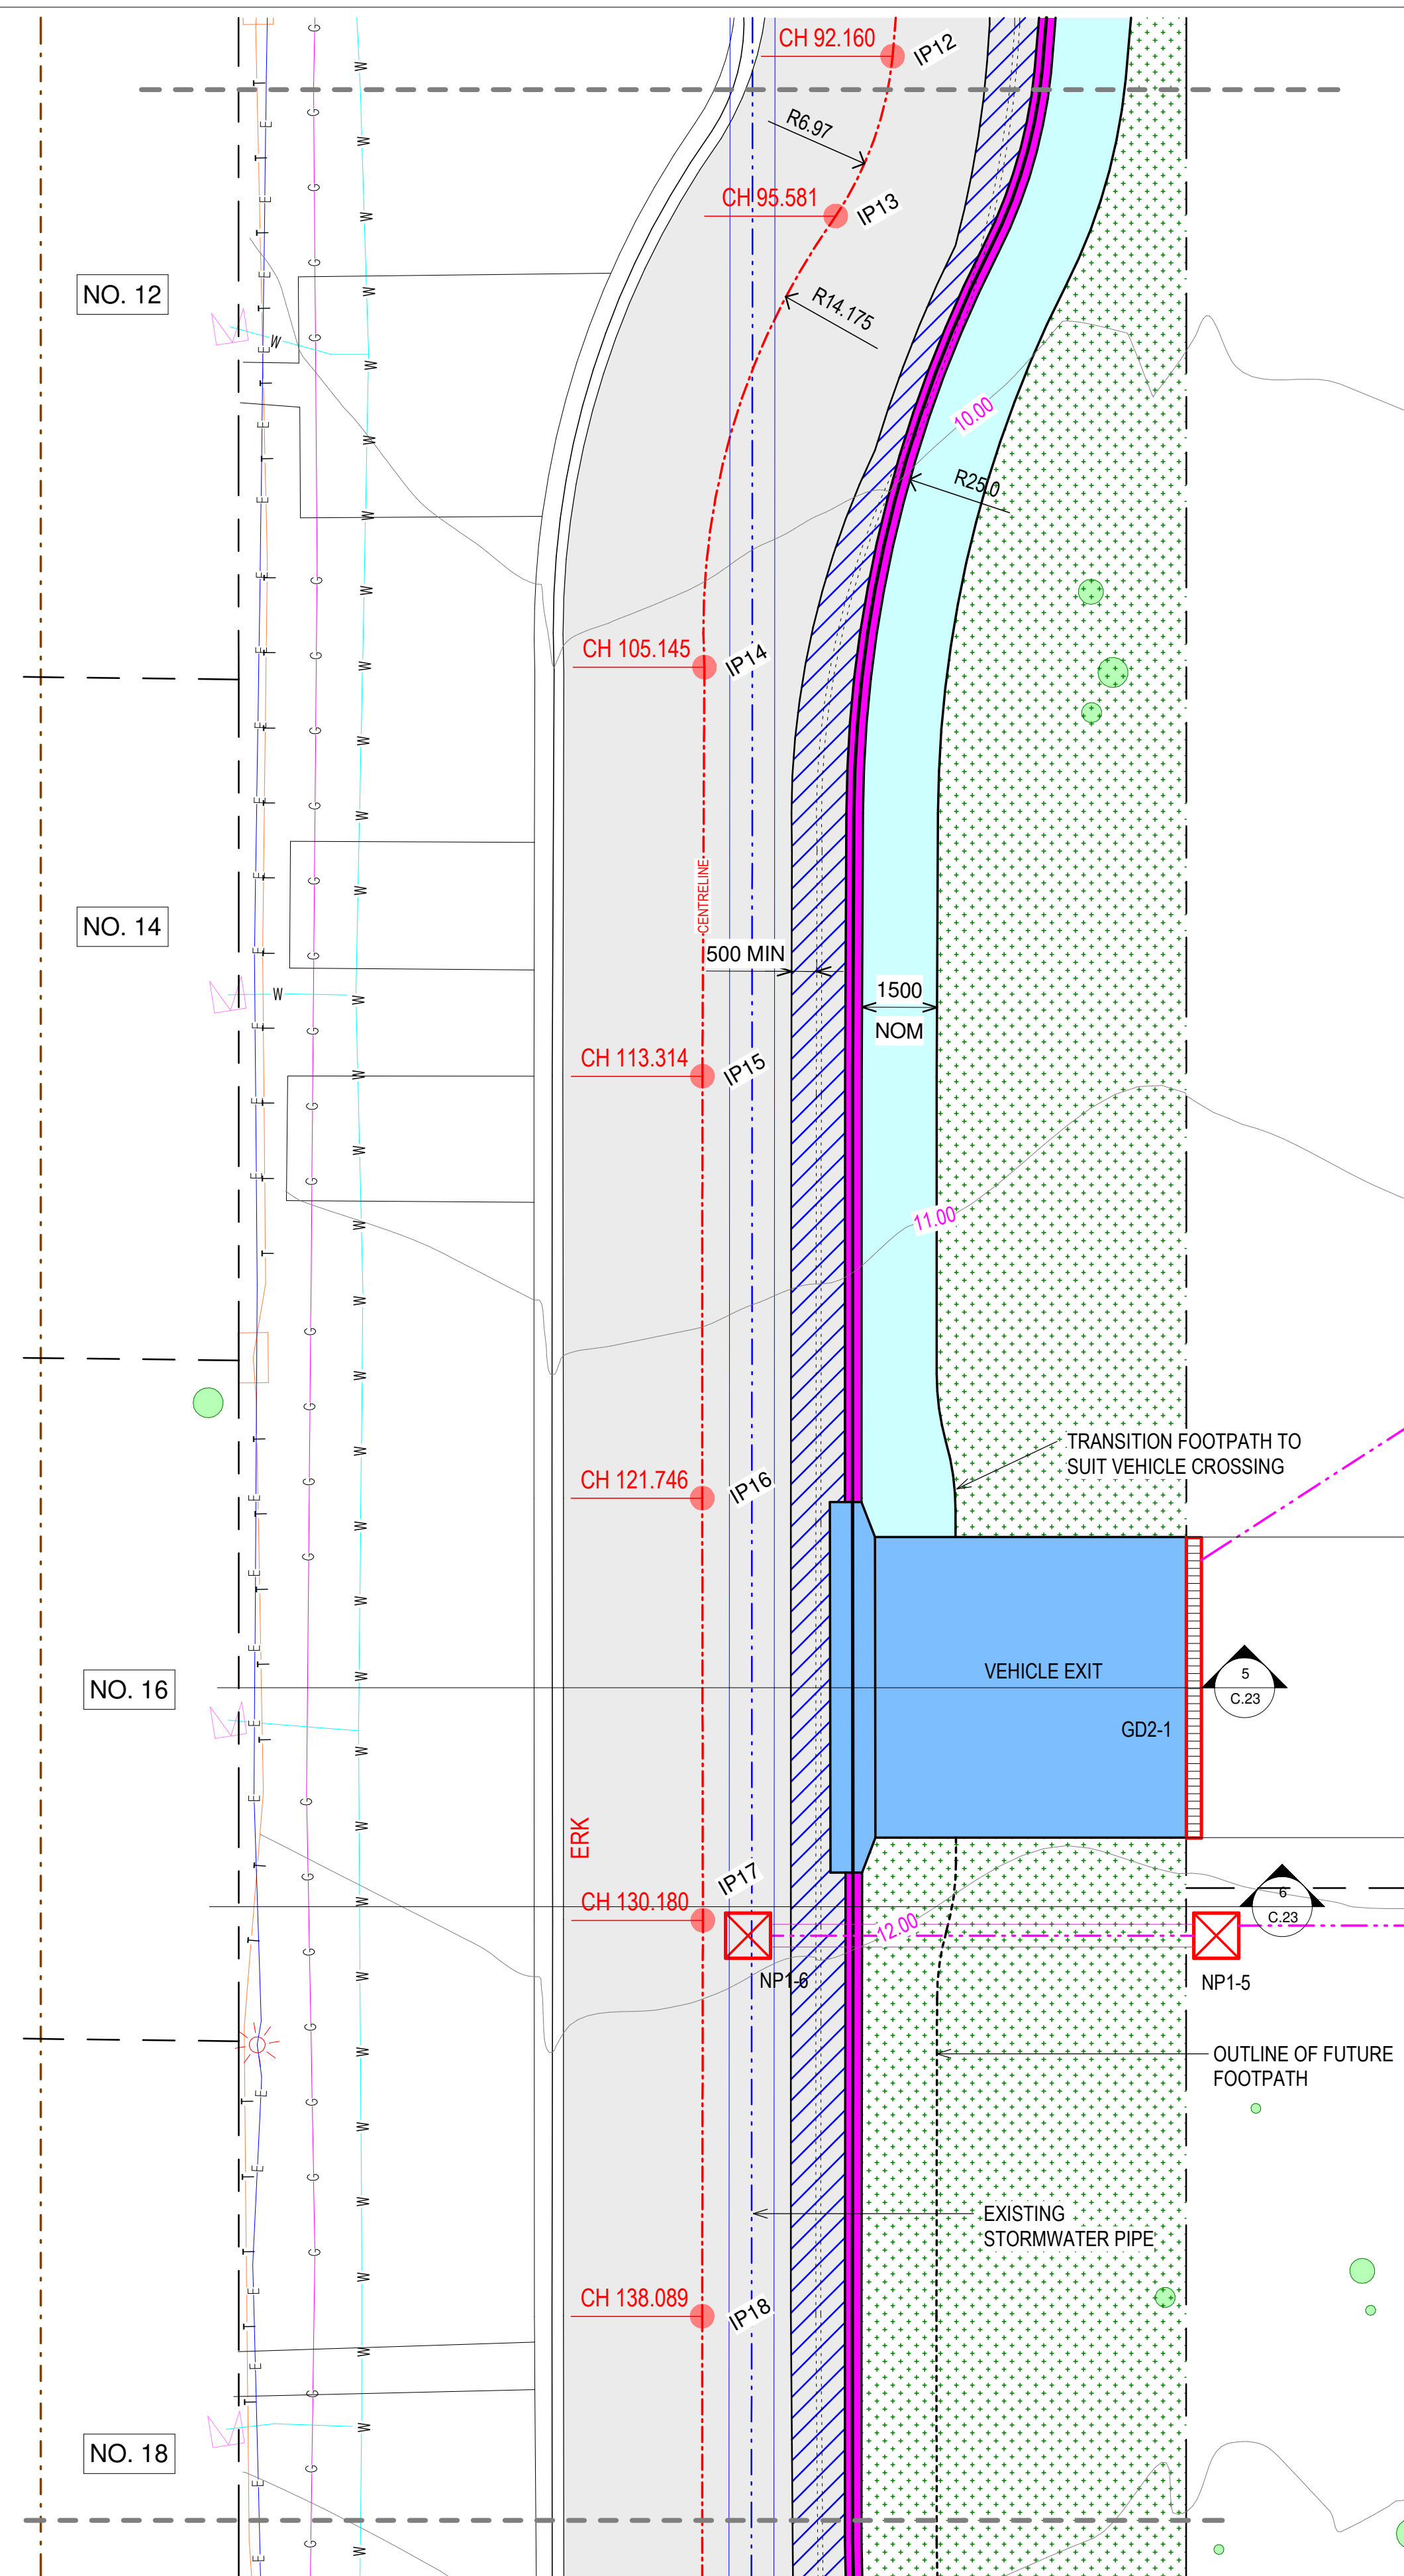 CH 92.160
IP12
R6.97
CH 95.581
IP13
NO. 12
R14.175
10.00
R25.0
CH 105.145
IP14
NO. 14
CENTRELINE
500 MIN
1500
NOM
CH 113.314
IP15
11.00
TRANSITION FOOTPATH TO
SUIT VEHICLE CROSSING
CH 121.746
IP16
NO. 16
VEHICLE EXIT
5
C.23
GD2-1
ERK
IP17
CH 130.180
6
C.23
12.00
NP1-6
NP1-5
OUTLINE OF FUTURE
FOOTPATH
EXISTING
STORMWATER PIPE
CH 138.089
IP18
NO. 18